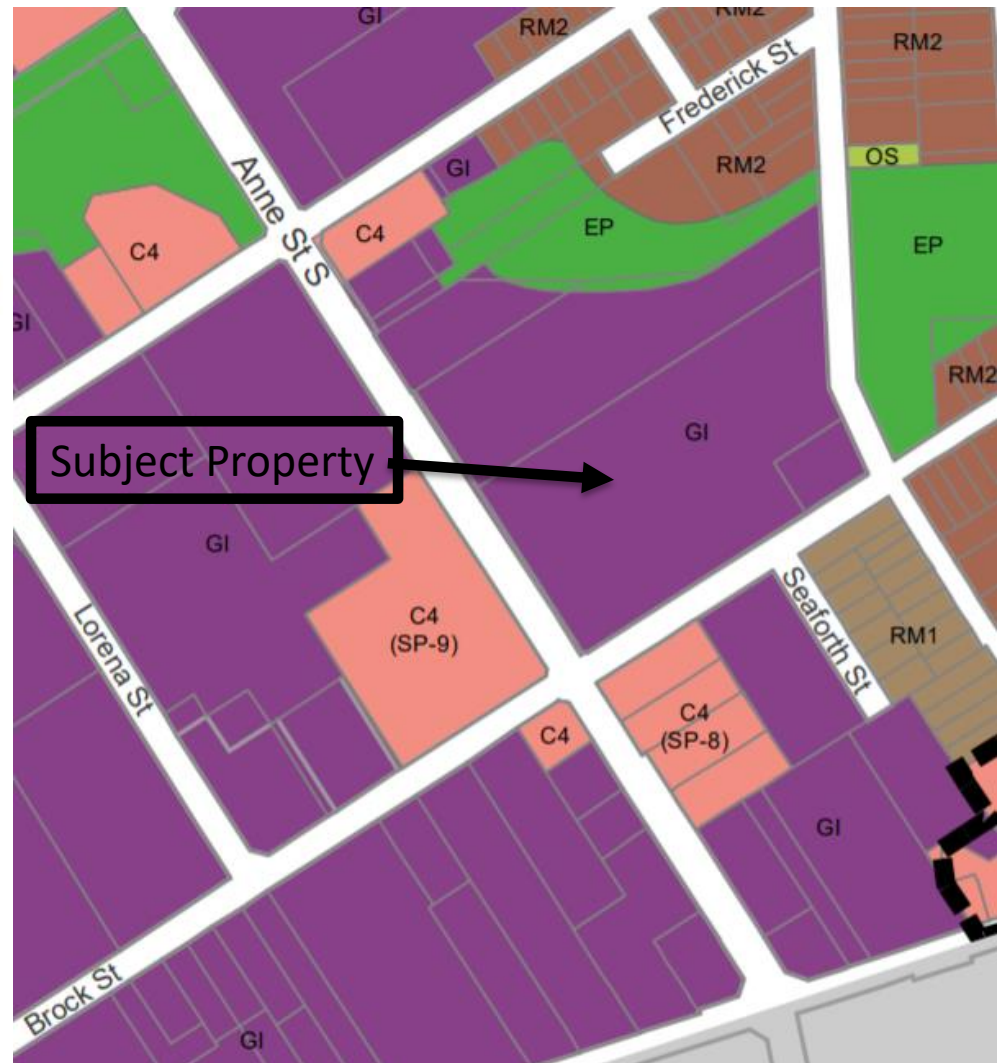 GI
RM2
RM2
RM2
Frederick St
OS
GI
RM2
Anne St S
C4
EP
C4
EP
GI
RM2
GI
Subject Property
GI
Seaforth St
C4
(SP-9)
RM1
Lorena St
C4
(SP-8)
C4
GI
Brock St
GI